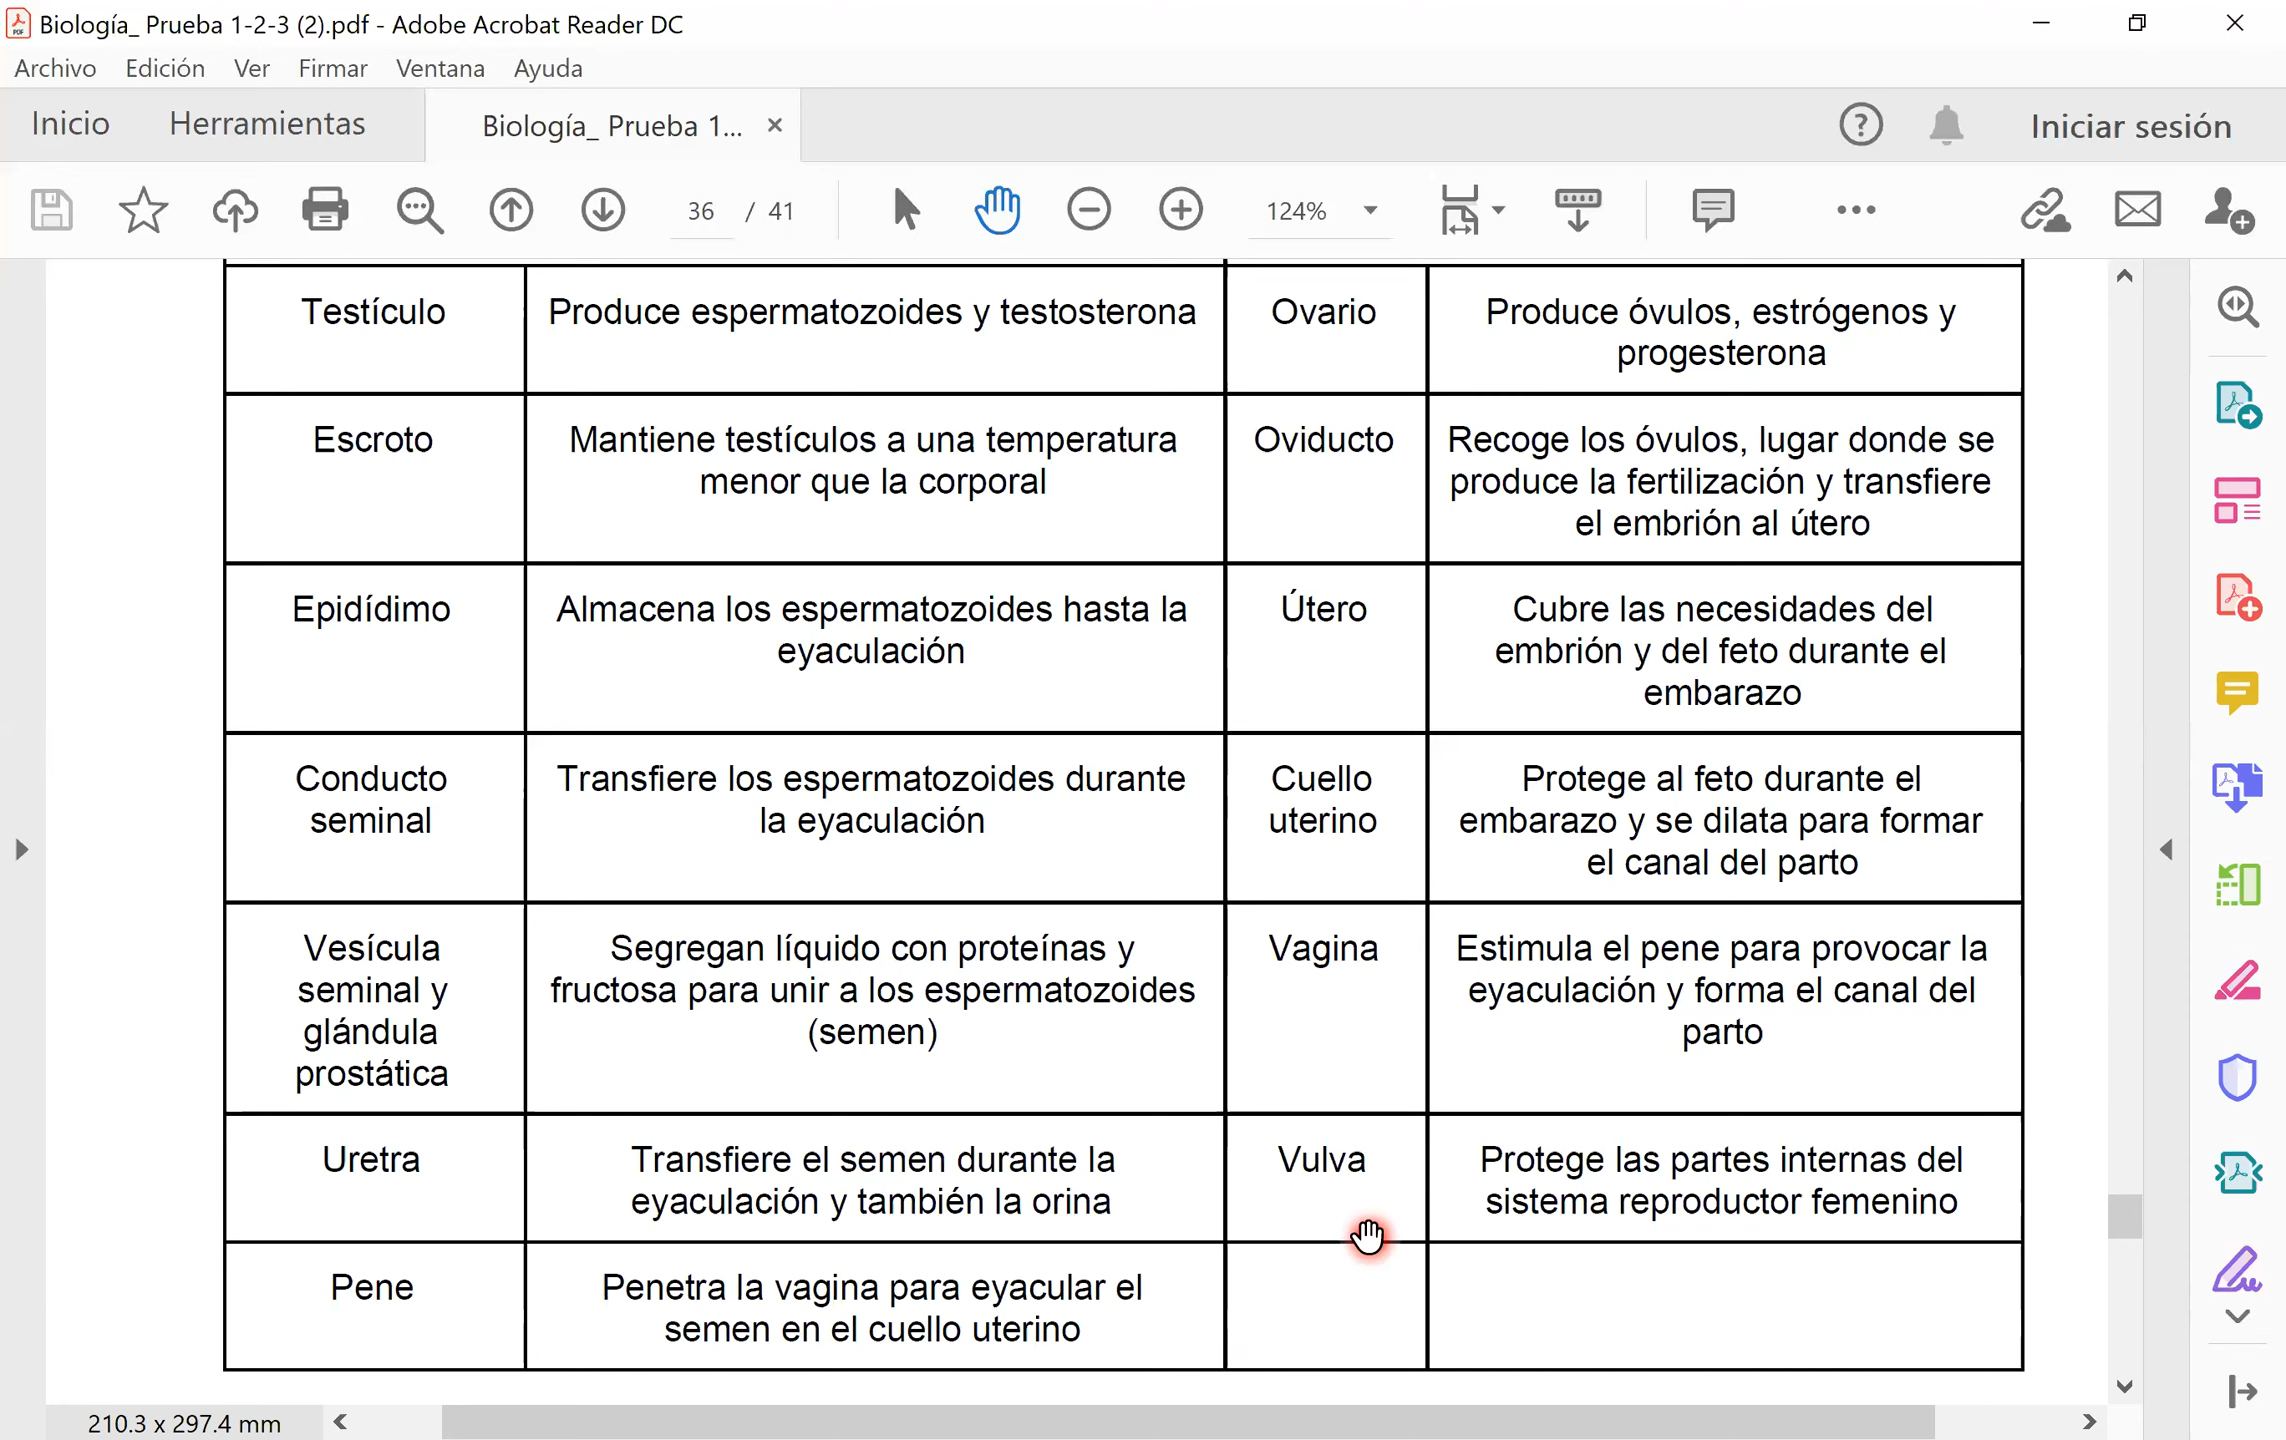 Biología_ Prueba 1-2-3 (2).pdf - Adobe Acrobat Reader DC
Archivo Edición Ver Firmar Ventana Ayuda
Inicio Herramientas Biología_ Prueba 1... × Iniciar sesión
36 / 41 124%
Testículo
Produce espermatozoides y testosterona
Ovario
Produce óvulos, estrógenos y
progesterona
Escroto
Mantiene testículos a una temperatura
menor que la corporal
Oviducto
Recoge los óvulos, lugar donde se
produce la fertilización y transfiere
el embrión al útero
Epidídimo
Almacena los espermatozoides hasta la
eyaculación
Útero
Cubre las necesidades del
embrión y del feto durante el
embarazo
Conducto
seminal
Transfiere los espermatozoides durante
la eyaculación
Cuello
uterino
Protege al feto durante el
embarazo y se dilata para formar
el canal del parto
Vesícula
seminal y
glándula
prostática
Segregan líquido con proteínas y
fructosa para unir a los espermatozoides
(semen)
Vagina
Estimula el pene para provocar la
eyaculación y forma el canal del
parto
Uretra
Transfiere el semen durante la
eyaculación y también la orina
Vulva
Protege las partes internas del
sistema reproductor femenino
Pene
Penetra la vagina para eyacular el
semen en el cuello uterino
210.3 x 297.4 mm